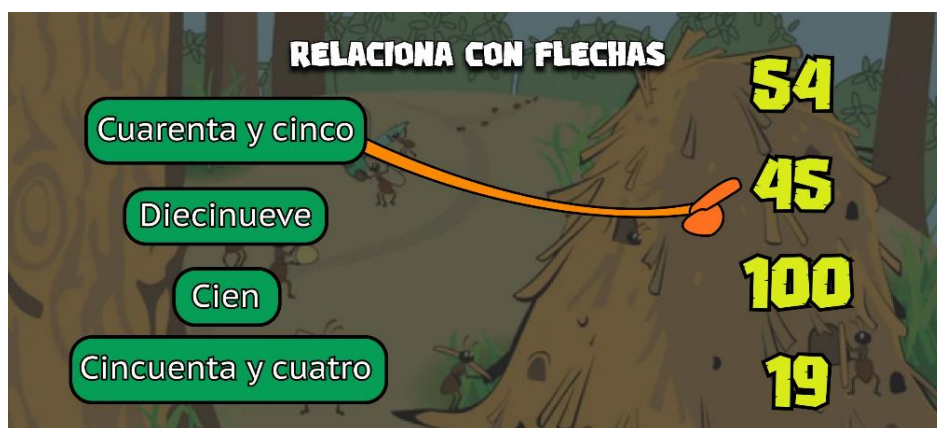 RELACIONA CON FLECHAS
Cuarenta y cinco
Diecinueve
Cien
Cincuenta y cuatro
54
45
100
19